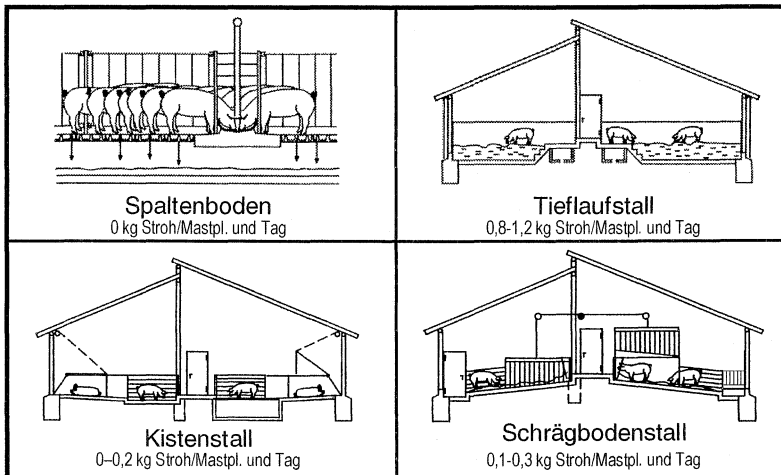 Spaltenboden
0 kg Stroh/Mastpl. und Tag
Tieflaufstall
0,8-1,2 kg Stroh/Mastpl. und Tag
Kistenstall
0–0,2 kg Stroh/Mastpl. und Tag
Schrägbodenstall
0,1-0,3 kg Stroh/Mastpl. und Tag